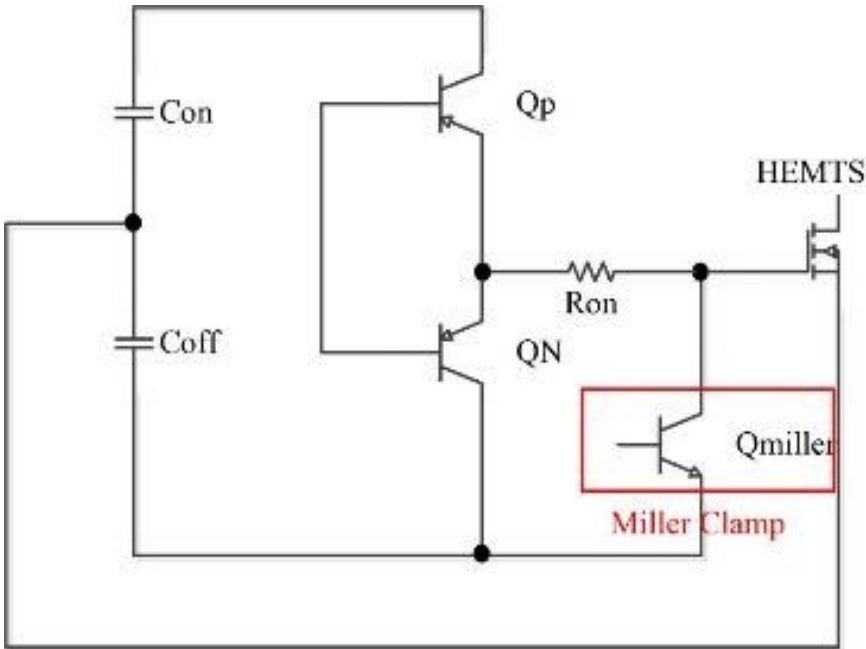 Con
Qp
HEMTS
Ron
Coff
QN
Qmiller
Miller Clamp